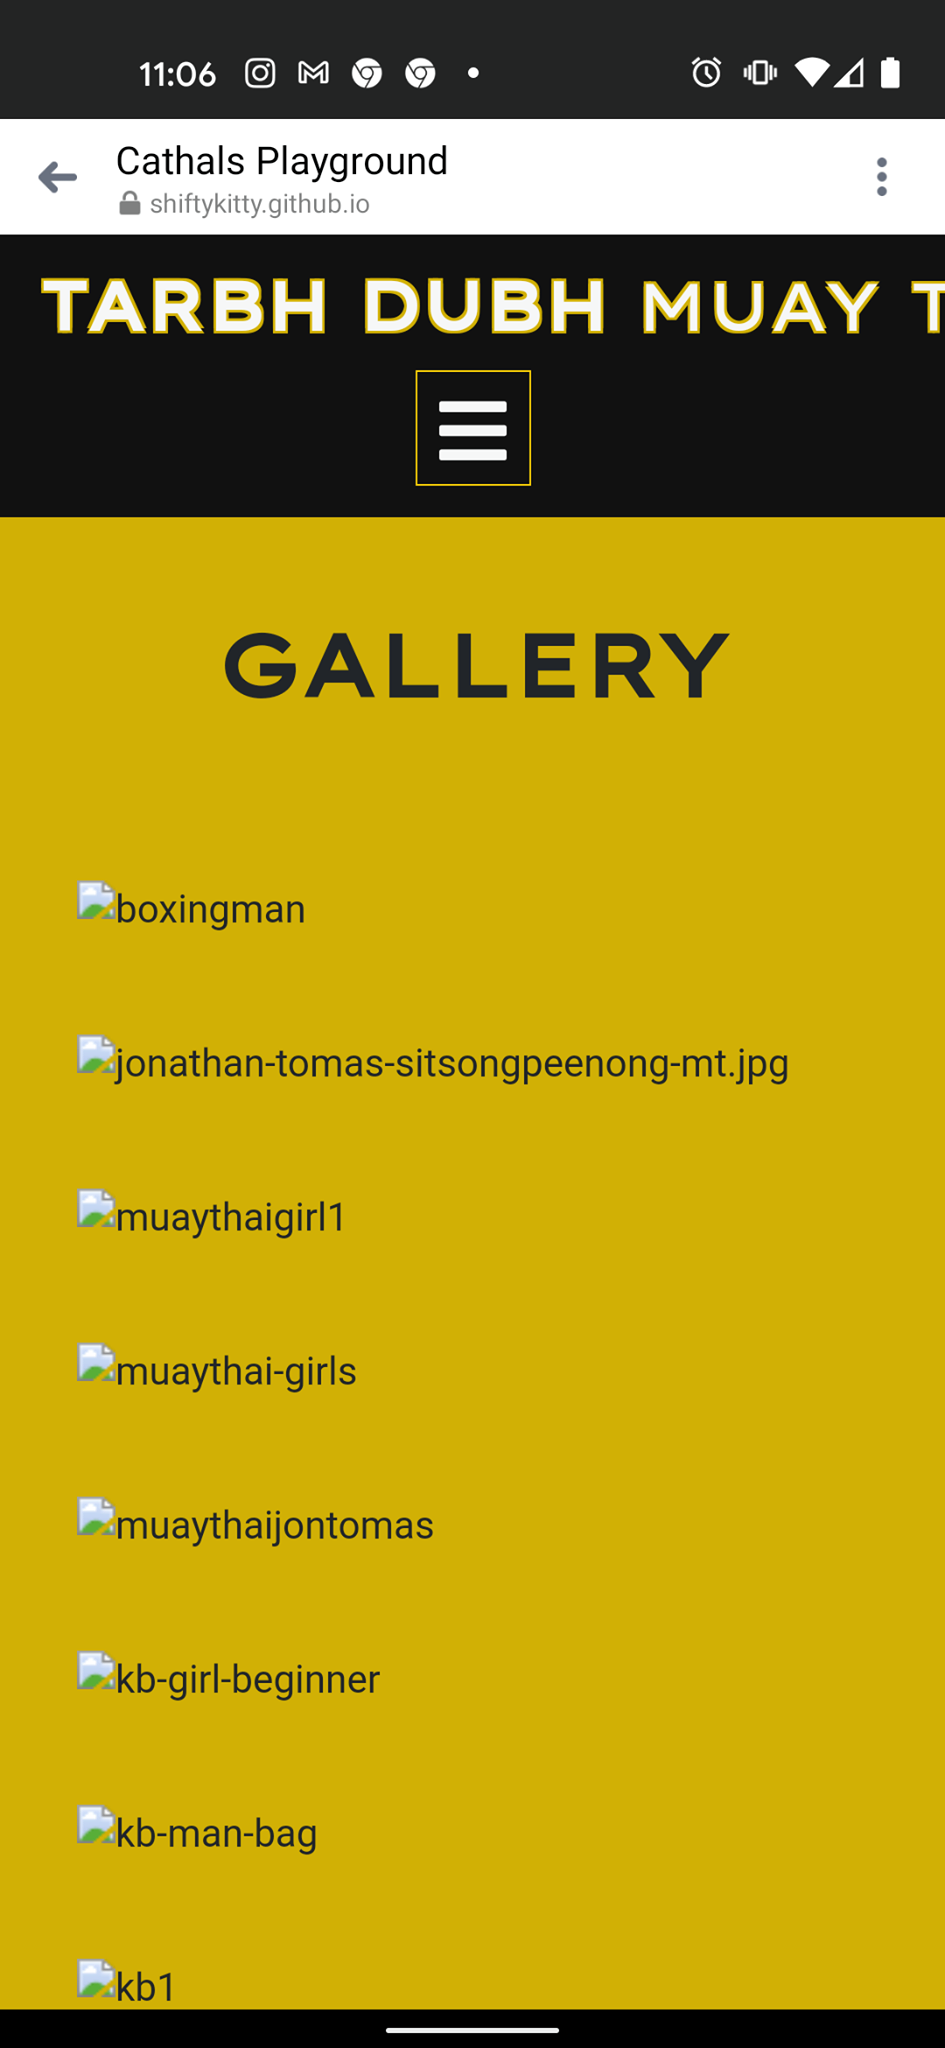 11:06
Cathals Playground
shiftykitty.github.io
TARBH DUBH MUAY T
GALLERY
boxingman
jonathan-tomas-sitsongpeenong-mt.jpg
muaythaigirl1
muaythai-girls
muaythaijontomas
kb-girl-beginner
kb-man-bag
kb1